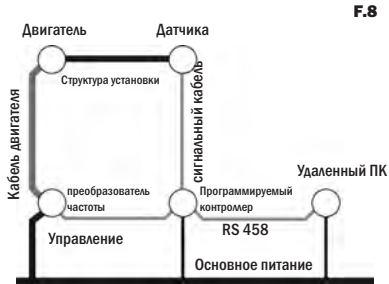 F.8
Двигатель
Датчика
Структура установки
Кабель двигателя
сигнальный кабель
Удаленный ПК
преобразователь
частоты
Программируемый
контроллер
RS 458
Управление
Основное питание